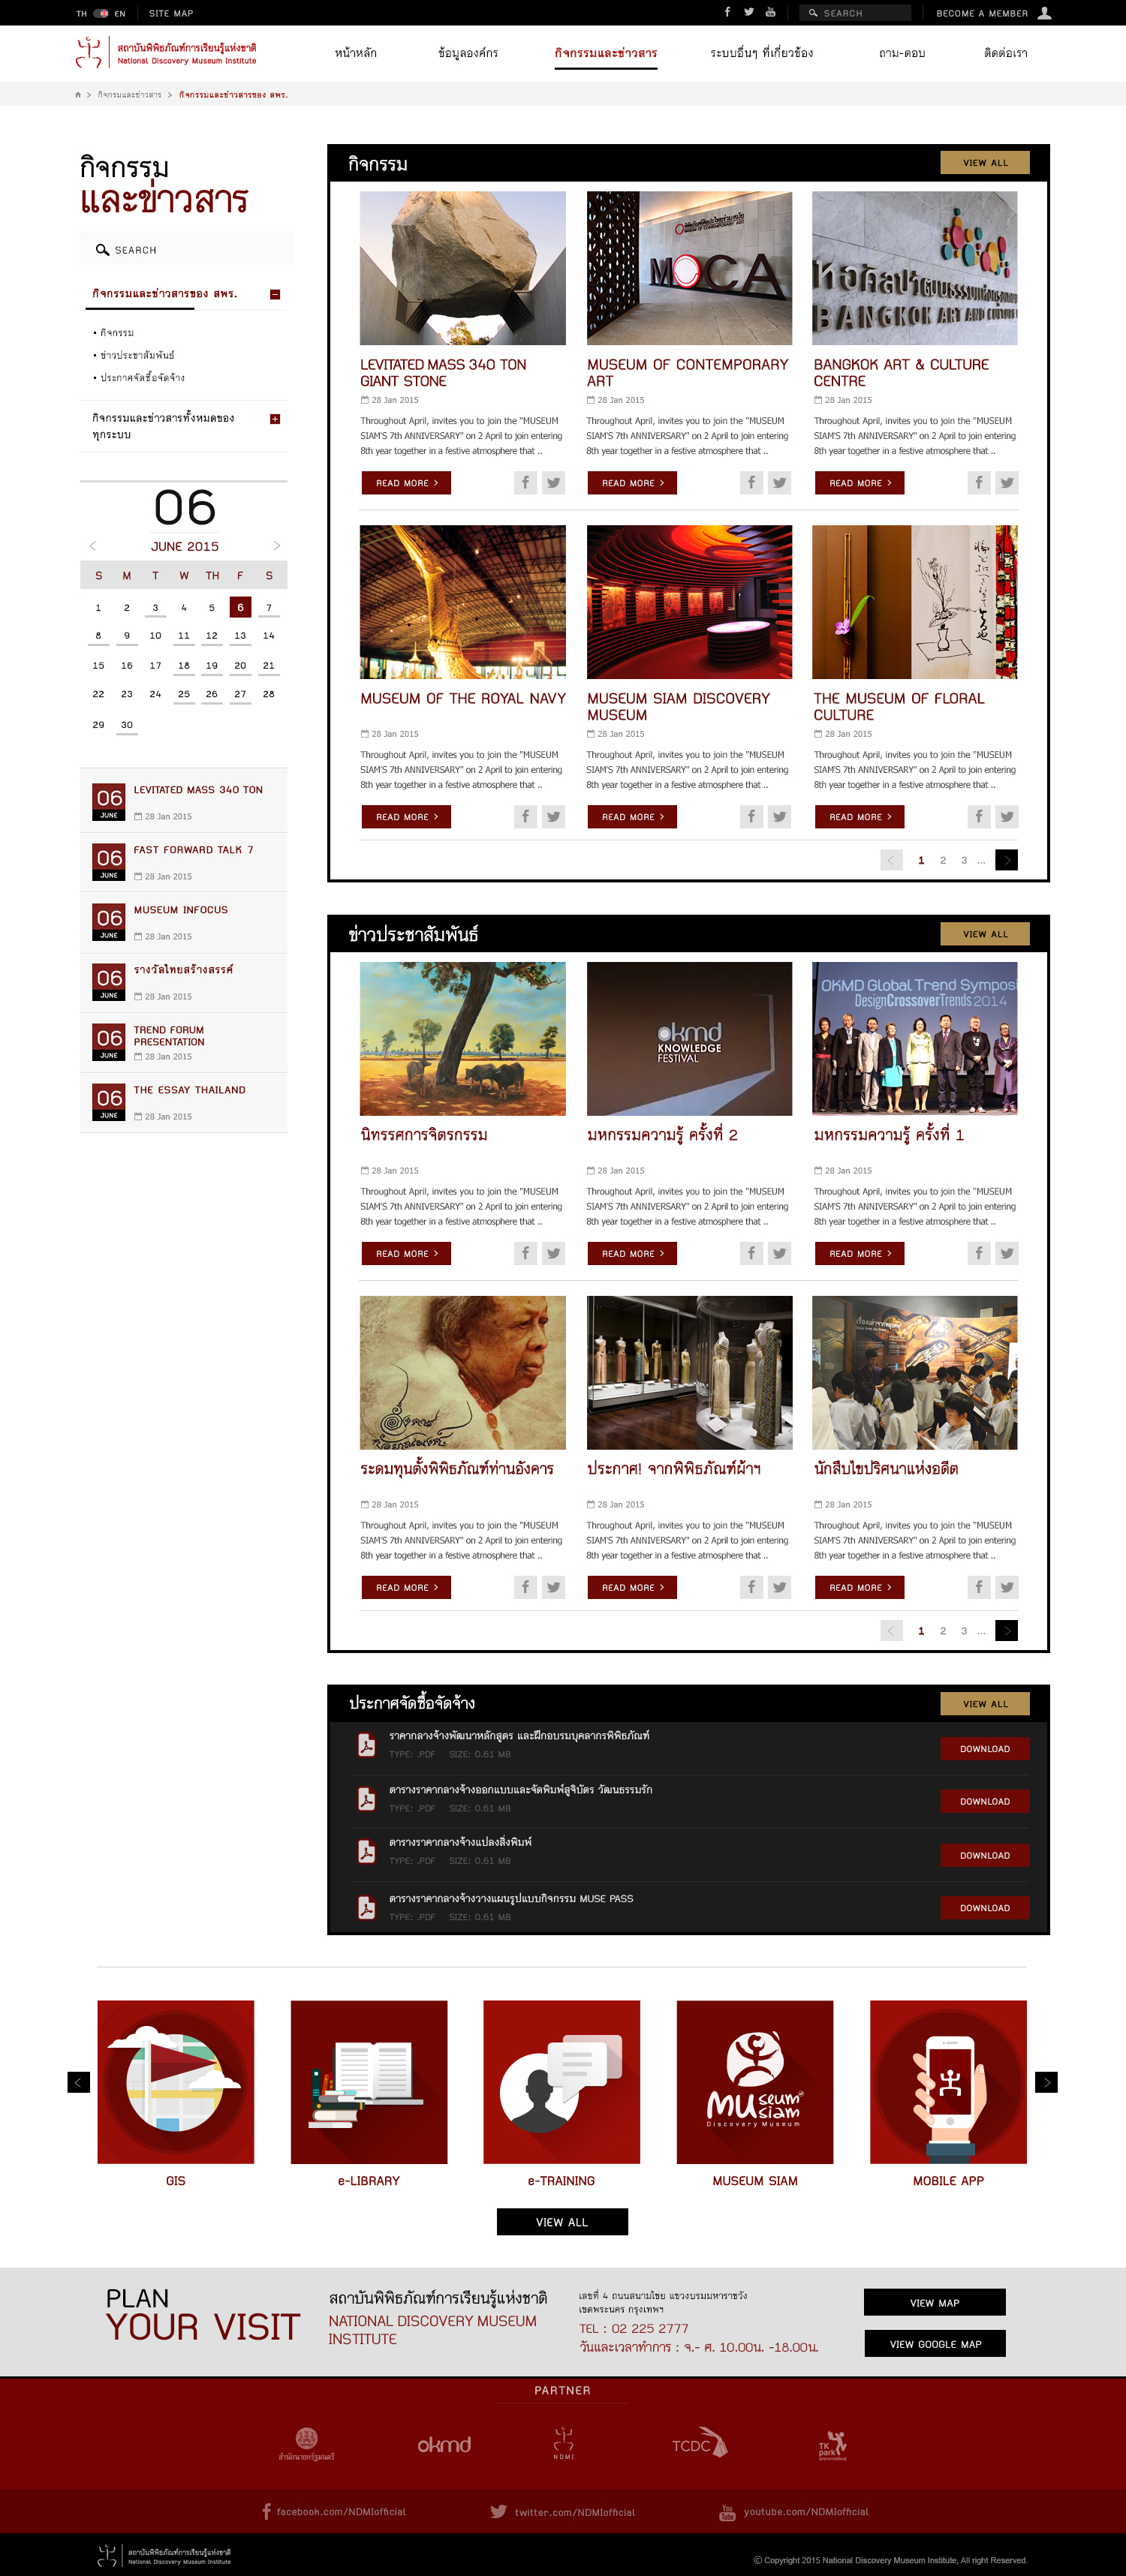 TH EN SITE MAP SEARCH BECOME A MEMBER
สถาบันพิพิธภัณฑ์การเรียนรู้แห่งชาติ
National Discovery Museum Institute
หน้าหลัก ข้อมูลองค์กร กิจกรรมและข่าวสาร ระบบอื่นๆ ที่เกี่ยวข้อง ถาม-ตอบ ติดต่อเรา
> กิจกรรมและข่าวสาร > กิจกรรมและข่าวสารของ สพร.
กิจกรรม
และข่าวสาร
SEARCH
กิจกรรมและข่าวสารของ สพร.
• กิจกรรม
• ข่าวประชาสัมพันธ์
• ประกาศจัดซื้อจัดจ้าง
กิจกรรมและข่าวสารทั้งหมดของ
ทุกระบบ
06
JUNE 2015
S M T W TH F S
1 2 3 4 5 6 7
8 9 10 11 12 13 14
15 16 17 18 19 20 21
22 23 24 25 26 27 28
29 30
06 JUNE
LEVITATED MASS 340 TON
28 Jan 2015
06 JUNE
FAST FORWARD TALK 7
28 Jan 2015
06 JUNE
MUSEUM INFOCUS
28 Jan 2015
06 JUNE
รางวัลไทยสร้างสรรค์
28 Jan 2015
06 JUNE
TREND FORUM
PRESENTATION
28 Jan 2015
06 JUNE
THE ESSAY THAILAND
28 Jan 2015
กิจกรรม
VIEW ALL
MOCA
BANGKOK ART AND CULTURE
LEVITATED MASS 340 TON
GIANT STONE
28 Jan 2015
Throughout April, invites you to join the "MUSEUM
SIAM'S 7th ANNIVERSARY" on 2 April to join entering
8th year together in a festive atmosphere that ..
READ MORE >
MUSEUM OF CONTEMPORARY
ART
28 Jan 2015
Throughout April, invites you to join the "MUSEUM
SIAM'S 7th ANNIVERSARY" on 2 April to join entering
8th year together in a festive atmosphere that ..
READ MORE >
BANGKOK ART & CULTURE
CENTRE
28 Jan 2015
Throughout April, invites you to join the "MUSEUM
SIAM'S 7th ANNIVERSARY" on 2 April to join entering
8th year together in a festive atmosphere that ..
READ MORE >
MUSEUM OF THE ROYAL NAVY
28 Jan 2015
Throughout April, invites you to join the "MUSEUM
SIAM'S 7th ANNIVERSARY" on 2 April to join entering
8th year together in a festive atmosphere that ..
READ MORE >
MUSEUM SIAM DISCOVERY
MUSEUM
28 Jan 2015
Throughout April, invites you to join the "MUSEUM
SIAM'S 7th ANNIVERSARY" on 2 April to join entering
8th year together in a festive atmosphere that ..
READ MORE >
THE MUSEUM OF FLORAL
CULTURE
28 Jan 2015
Throughout April, invites you to join the "MUSEUM
SIAM'S 7th ANNIVERSARY" on 2 April to join entering
8th year together in a festive atmosphere that ..
READ MORE >
< 1 2 3 ... >
ข่าวประชาสัมพันธ์
VIEW ALL
okmd
KNOWLEDGE
FESTIVAL
OKMD Global Trend Symposi
DesignCrossoverTrends2014
นิทรรศการจิตรกรรม
28 Jan 2015
Throughout April, invites you to join the "MUSEUM
SIAM'S 7th ANNIVERSARY" on 2 April to join entering
8th year together in a festive atmosphere that ..
READ MORE >
มหกรรมความรู้ ครั้งที่ 2
28 Jan 2015
Throughout April, invites you to join the "MUSEUM
SIAM'S 7th ANNIVERSARY" on 2 April to join entering
8th year together in a festive atmosphere that ..
READ MORE >
มหกรรมความรู้ ครั้งที่ 1
28 Jan 2015
Throughout April, invites you to join the "MUSEUM
SIAM'S 7th ANNIVERSARY" on 2 April to join entering
8th year together in a festive atmosphere that ..
READ MORE >
ระดมทุนตั้งพิพิธภัณฑ์ท่านอังคาร
28 Jan 2015
Throughout April, invites you to join the "MUSEUM
SIAM'S 7th ANNIVERSARY" on 2 April to join entering
8th year together in a festive atmosphere that ..
READ MORE >
ประกาศ! จากพิพิธภัณฑ์ผ้าฯ
28 Jan 2015
Throughout April, invites you to join the "MUSEUM
SIAM'S 7th ANNIVERSARY" on 2 April to join entering
8th year together in a festive atmosphere that ..
READ MORE >
นักสืบไขปริศนาแห่งอดีต
28 Jan 2015
Throughout April, invites you to join the "MUSEUM
SIAM'S 7th ANNIVERSARY" on 2 April to join entering
8th year together in a festive atmosphere that ..
READ MORE >
< 1 2 3 ... >
ประกาศจัดซื้อจัดจ้าง
VIEW ALL
ราคากลางจ้างพัฒนาหลักสูตร และฝึกอบรมบุคลากรพิพิธภัณฑ์
TYPE: .PDF SIZE: 0.61 MB
DOWNLOAD
ตารางราคากลางจ้างออกแบบและจัดพิมพ์สูจิบัตร วัฒนธรรมรัก
TYPE: .PDF SIZE: 0.61 MB
DOWNLOAD
ตารางราคากลางจ้างแปลงสิ่งพิมพ์
TYPE: .PDF SIZE: 0.61 MB
DOWNLOAD
ตารางราคากลางจ้างวางแผนรูปแบบกิจกรรม MUSE PASS
TYPE: .PDF SIZE: 0.61 MB
DOWNLOAD
Museum
Siam
Discovery Museum
GIS
e-LIBRARY
e-TRAINING
MUSEUM SIAM
MOBILE APP
VIEW ALL
PLAN
YOUR VISIT
สถาบันพิพิธภัณฑ์การเรียนรู้แห่งชาติ
NATIONAL DISCOVERY MUSEUM
INSTITUTE
เลขที่ 4 ถนนสนามไชย แขวงบรมมหาราชวัง
เขตพระนคร กรุงเทพฯ
TEL : 02 225 2777
วันและเวลาทำการ : จ.- ศ. 10.00น. -18.00น.
VIEW MAP
VIEW GOOGLE MAP
PARTNER
สำนักนายกรัฐมนตรี
okmd
NDMI
TCDC
TK park
facebook.com/NDMIofficial
twitter.com/NDMIofficial
youtube.com/NDMIofficial
สถาบันพิพิธภัณฑ์การเรียนรู้แห่งชาติ
National Discovery Museum Institute
© Copyright 2015 National Discovery Museum Institute, All right Reserved.